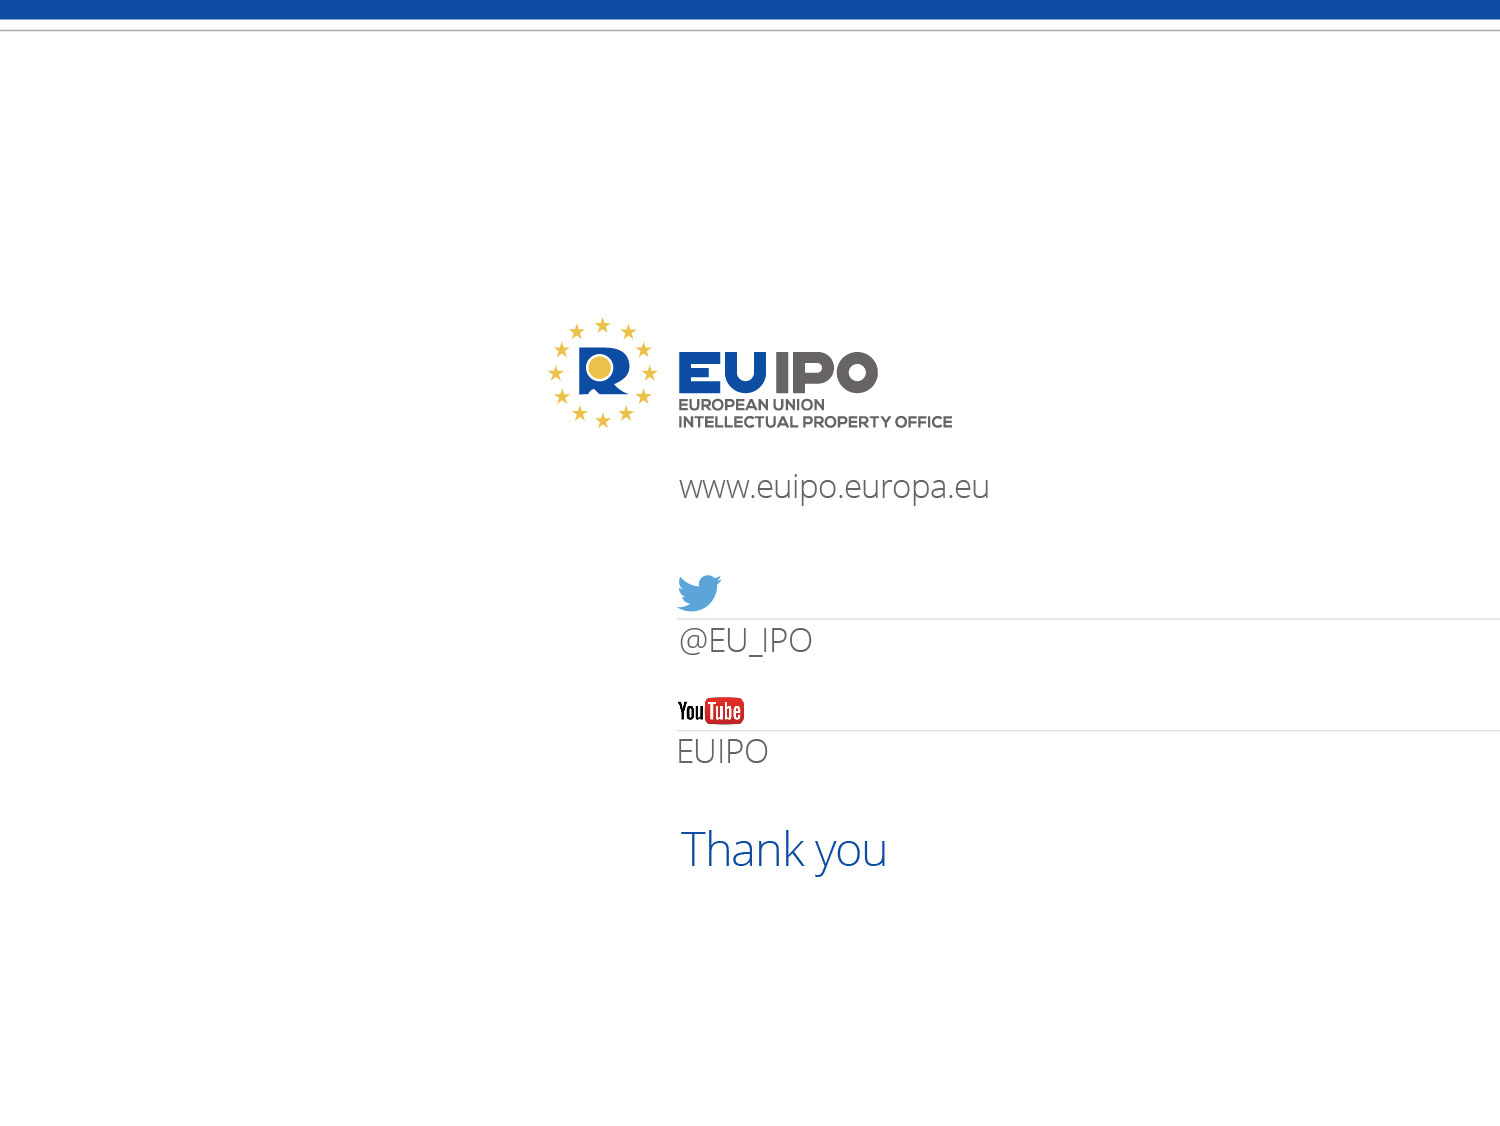 R
EUIPO
EUROPEAN UNION
INTELLECTUAL PROPERTY OFFICE
www.euipo.europa.eu
@EU_IPO
YouTube
EUIPO
Thank you